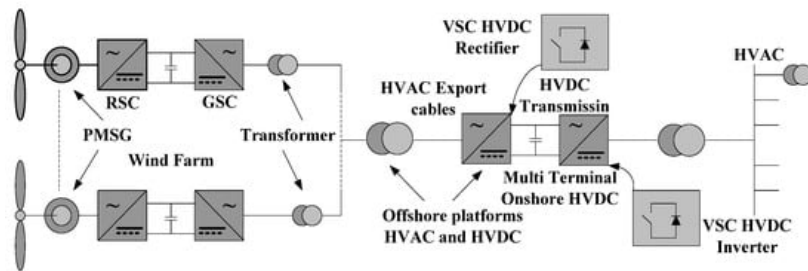 VSC HVDC
Rectifier
HVAC
RSC
GSC
HVAC Export
cables
HVDC
Transmissin
PMSG
Transformer
Wind Farm
Multi Terminal
Onshore HVDC
Offshore platforms
HVAC and HVDC
VSC HVDC
Inverter